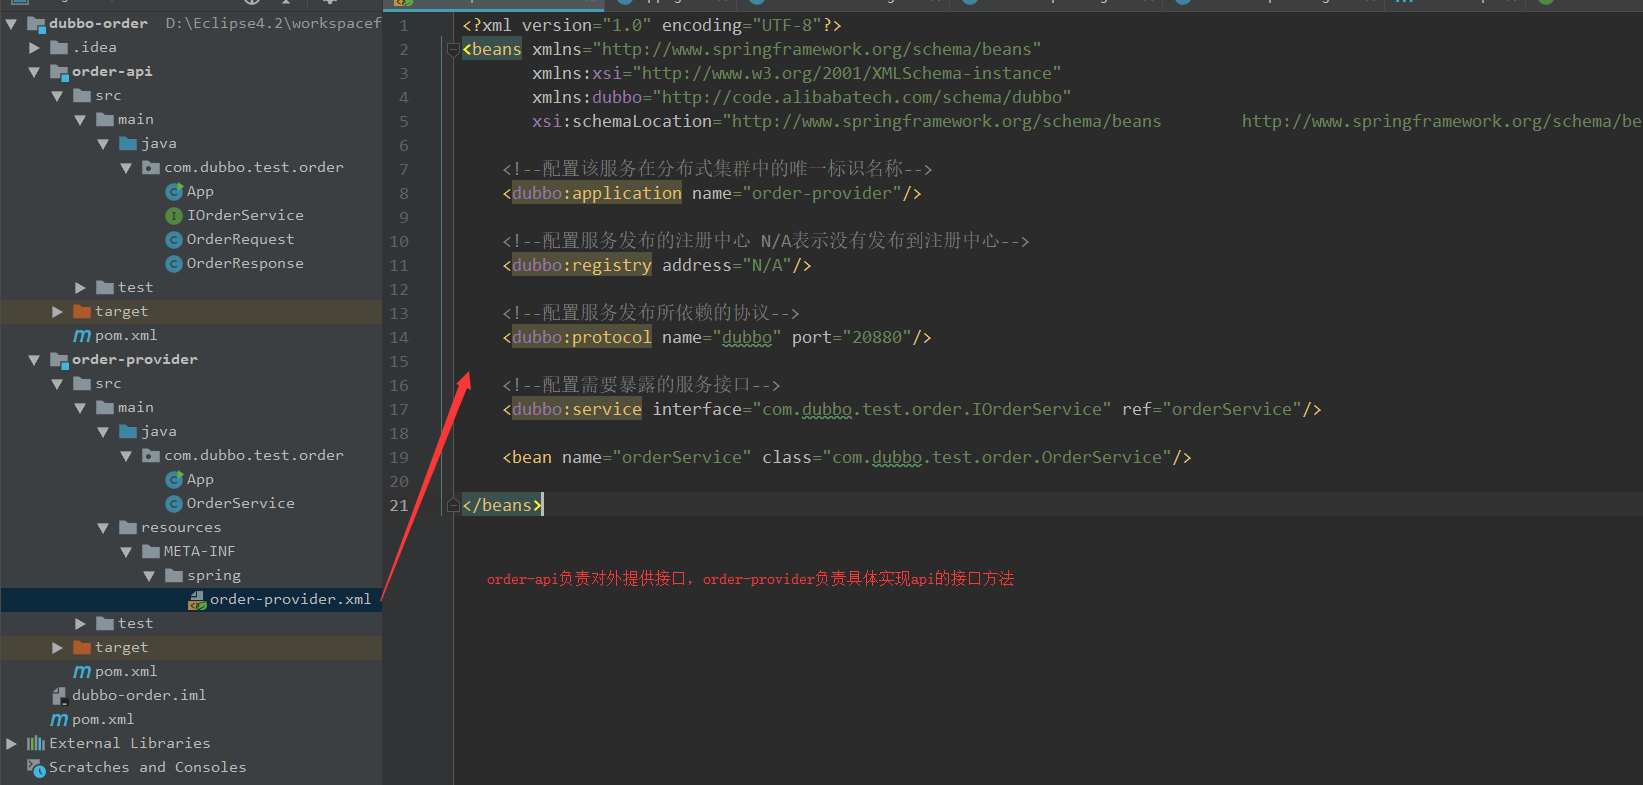 dubbo-order D:\Eclipse4.2\workspacef
.idea
order-api
src
main
java
com.dubbo.test.order
App
IOrderService
OrderRequest
OrderResponse
test
target
pom.xml
order-provider
src
main
java
com.dubbo.test.order
App
OrderService
resources
META-INF
spring
order-provider.xml
test
target
pom.xml
dubbo-order.iml
pom.xml
External Libraries
Scratches and Consoles
1 <?xml version="1.0" encoding="UTF-8"?>
2 <beans xmlns="http://www.springframework.org/schema/beans"
3 xmlns:xsi="http://www.w3.org/2001/XMLSchema-instance"
4 xmlns:dubbo="http://code.alibabatech.com/schema/dubbo"
5 xsi:schemaLocation="http://www.springframework.org/schema/beans http://www.springframework.org/schema/be
6
7 <!--配置该服务在分布式集群中的唯一标识名称-->
8 <dubbo:application name="order-provider"/>
9
10 <!--配置服务发布的注册中心 N/A表示没有发布到注册中心-->
11 <dubbo:registry address="N/A"/>
12
13 <!--配置服务发布所依赖的协议-->
14 <dubbo:protocol name="dubbo" port="20880"/>
15
16 <!--配置需要暴露的服务接口-->
17 <dubbo:service interface="com.dubbo.test.order.IOrderService" ref="orderService"/>
18
19 <bean name="orderService" class="com.dubbo.test.order.OrderService"/>
20
21 </beans>
order-api负责对外提供接口，order-provider负责具体实现api的接口方法